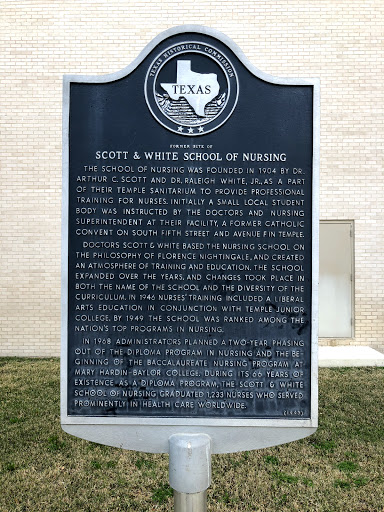 TEXAS HISTORICAL COMMISSION
TEXAS
FORMER SITE OF
SCOTT & WHITE SCHOOL OF NURSING
THE SCHOOL OF NURSING WAS FOUNDED IN 1904 BY DR.
ARTHUR C. SCOTT AND DR. RALEIGH WHITE, JR., AS A PART
OF THEIR TEMPLE SANITARIUM TO PROVIDE PROFESSIONAL
TRAINING FOR NURSES. INITIALLY A SMALL LOCAL STUDENT
BODY WAS INSTRUCTED BY THE DOCTORS AND NURSING
SUPERINTENDENT AT THEIR FACILITY, A FORMER CATHOLIC
CONVENT ON SOUTH FIFTH STREET AND AVENUE F IN TEMPLE.
DOCTORS SCOTT & WHITE BASED THE NURSING SCHOOL ON
THE PHILOSOPHY OF FLORENCE NIGHTINGALE, AND CREATED
AN ATMOSPHERE OF TRAINING AND EDUCATION. THE SCHOOL
EXPANDED OVER THE YEARS, AND CHANGES TOOK PLACE IN
BOTH THE NAME OF THE SCHOOL AND THE DIVERSITY OF THE
CURRICULUM. IN 1946 NURSES' TRAINING INCLUDED A LIBERAL
ARTS EDUCATION IN CONJUNCTION WITH TEMPLE JUNIOR
COLLEGE. BY 1949 THE SCHOOL WAS RANKED AMONG THE
NATION'S TOP PROGRAMS IN NURSING.
IN 1968 ADMINISTRATORS PLANNED A TWO-YEAR PHASING
OUT OF THE DIPLOMA PROGRAM IN NURSING AND THE BE-
GINNING OF THE BACCALAUREATE NURSING PROGRAM AT
MARY HARDIN-BAYLOR COLLEGE. DURING ITS 66 YEARS OF
EXISTENCE AS A DIPLOMA PROGRAM, THE SCOTT & WHITE
SCHOOL OF NURSING GRADUATED 1,233 NURSES WHO SERVED
PROMINENTLY IN HEALTH CARE WORLDWIDE.